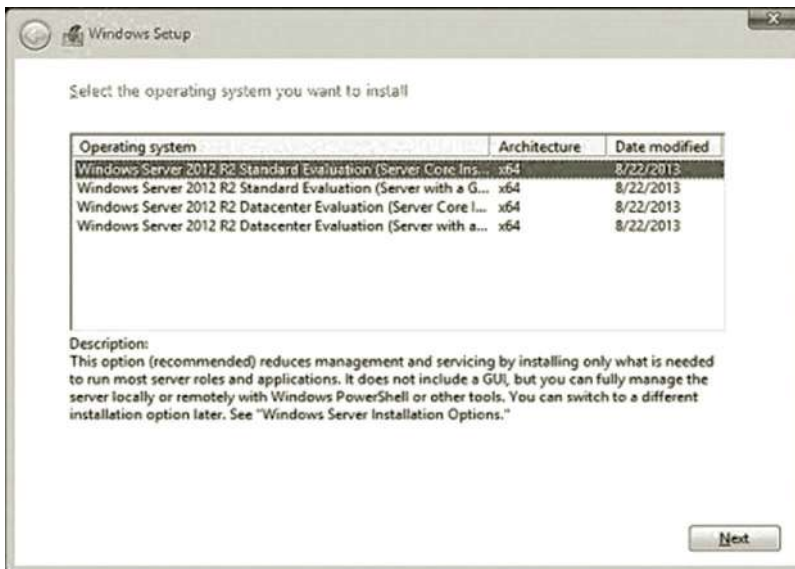 Windows Setup
Select the operating system you want to install
Operating system Architecture Date modified
Windows Server 2012 R2 Standard Evaluation (Server Core Ins... x64 8/22/2013
Windows Server 2012 R2 Standard Evaluation (Server with a G... x64 8/22/2013
Windows Server 2012 R2 Datacenter Evaluation (Server Core I... x64 8/22/2013
Windows Server 2012 R2 Datacenter Evaluation (Server with a... x64 8/22/2013
Description:
This option (recommended) reduces management and servicing by installing only what is needed
to run most server roles and applications. It does not include a GUI, but you can fully manage the
server locally or remotely with Windows PowerShell or other tools. You can switch to a different
installation option later. See "Windows Server Installation Options."
Next